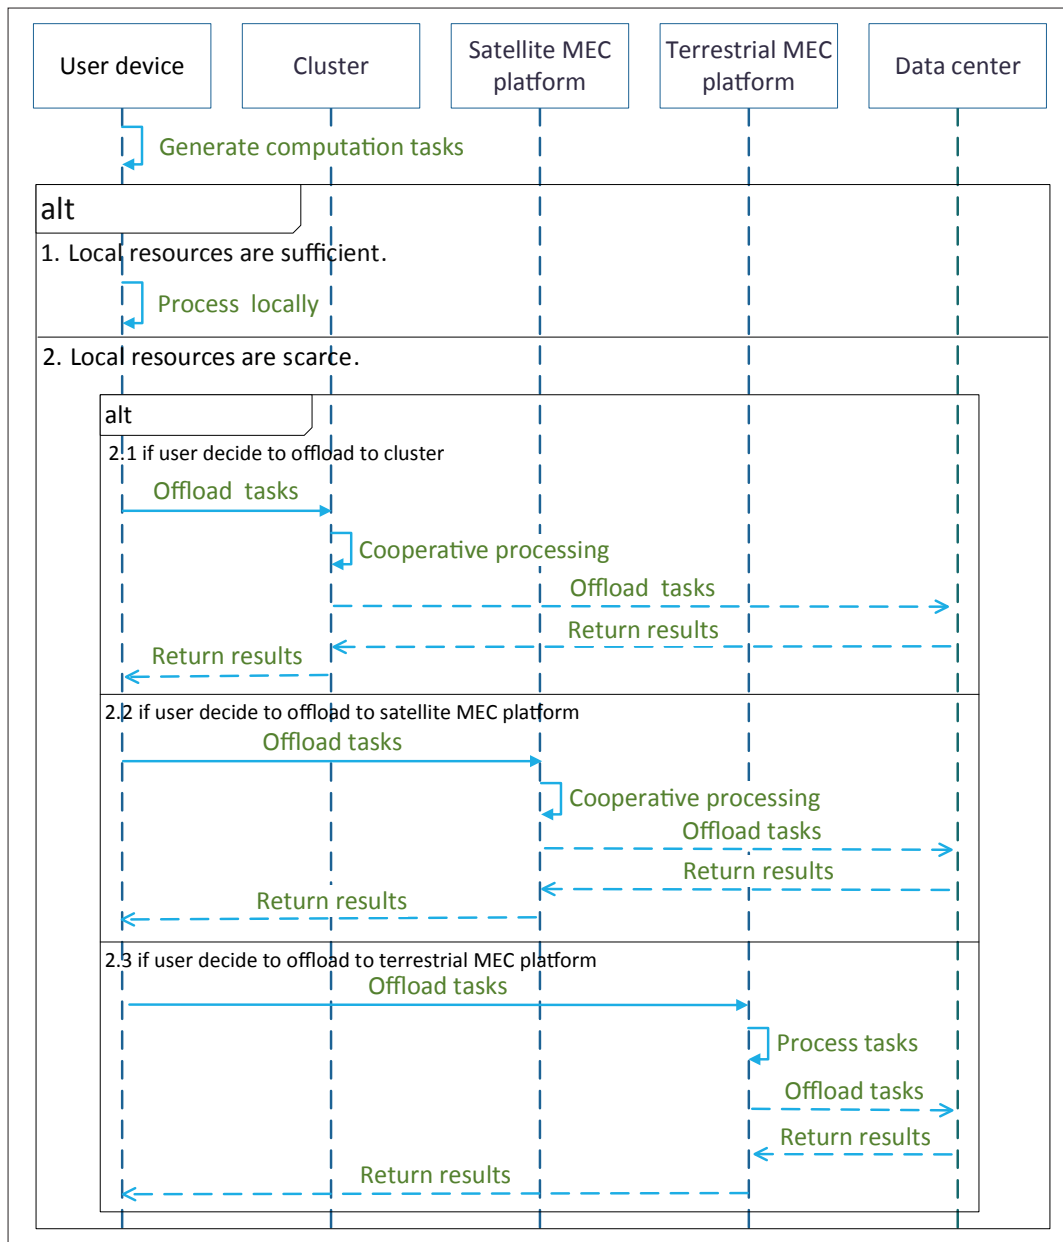 User device
Cluster
Satellite MEC
platform
Terrestrial MEC
platform
Data center
Generate computation tasks
alt
1. Local resources are sufficient.
Process locally
2. Local resources are scarce.
alt
2.1 if user decide to offload to cluster
Offload tasks
Cooperative processing
Offload tasks
Return results
Return results
2.2 if user decide to offload to satellite MEC platform
Offload tasks
Cooperative processing
Offload tasks
Return results
Return results
2.3 if user decide to offload to terrestrial MEC platform
Offload tasks
Process tasks
Offload tasks
Return results
Return results